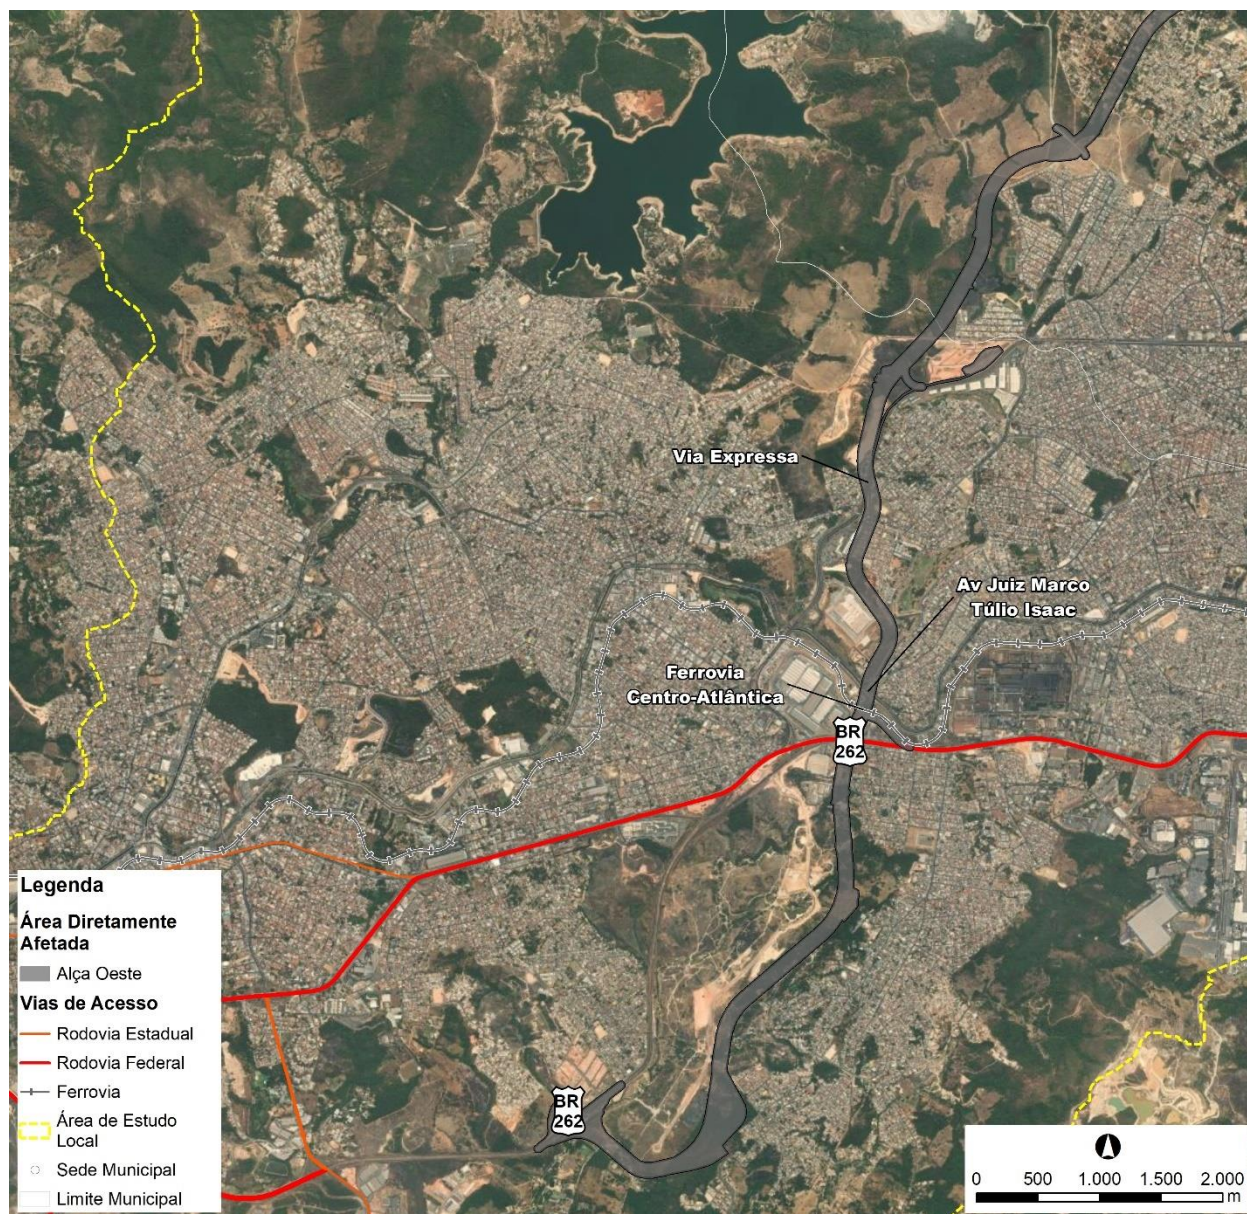 Via Expressa
Av Juiz Marco
Túlio Isaac
Ferrovia
Centro-Atlântica
BR
262
Legenda
Área Diretamente
Afetada
Alça Oeste
Vias de Acesso
Rodovia Estadual
Rodovia Federal
Ferrovia
Área de Estudo
Local
Sede Municipal
Limite Municipal
BR
262
0 500 1.000 1.500 2.000
m